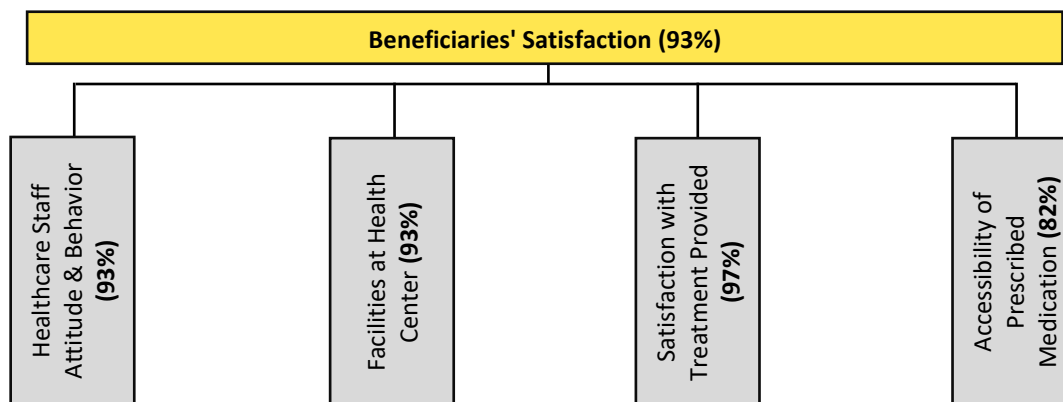 Beneficiaries' Satisfaction (93%)
Healthcare Staff
Attitude & Behavior
(93%)
Facilities at Health
Center (93%)
Satisfaction with
Treatment Provided
(97%)
Accessibility of
Prescribed
Medication (82%)